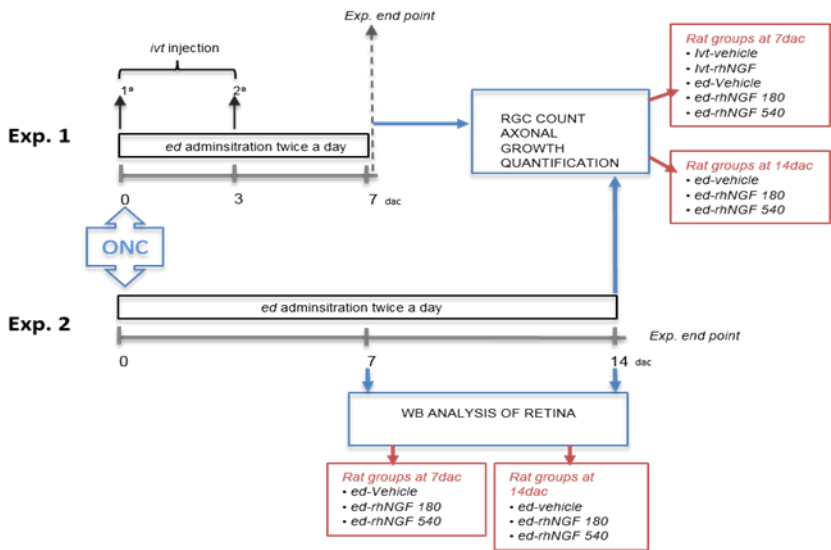 Exp. end point
ivt injection
1ª
2ª
Exp. 1
ed adminsitration twice a day
0
3
7 dac
RGC COUNT
AXONAL
GROWTH
QUANTIFICATION
Rat groups at 7dac
• Ivt-vehicle
• Ivt-rhNGF
• ed-Vehicle
• ed-rhNGF 180
• ed-rhNGF 540
Rat groups at 14dac
• ed-vehicle
• ed-rhNGF 180
• ed-rhNGF 540
ONC
Exp. 2
ed adminsitration twice a day
Exp. end point
0
7
14 dac
WB ANALYSIS OF RETINA
Rat groups at 7dac
• ed-Vehicle
• ed-rhNGF 180
• ed-rhNGF 540
Rat groups at
14dac
• ed-vehicle
• ed-rhNGF 180
• ed-rhNGF 540